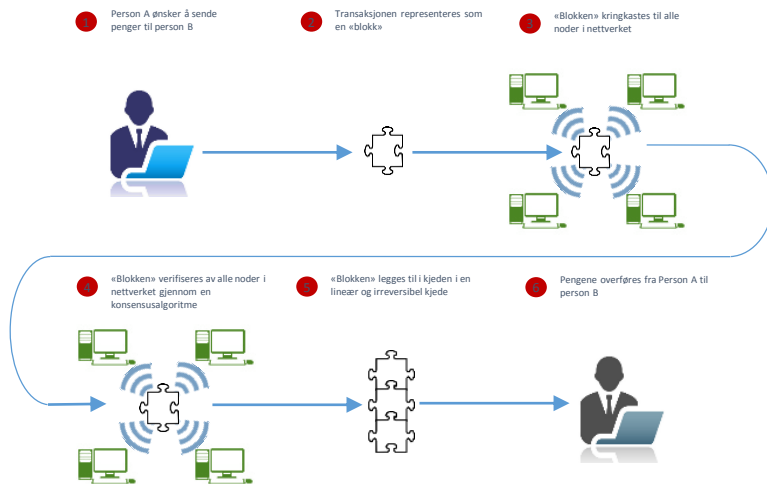 1
Person A ønsker å sende
penger til person B
2
Transaksjonen representeres som
en «blokk»
3
«Blokken» kringkastes til alle
noder i nettverket
4
«Blokken» verifiseres av alle noder i
nettverket gjennom en
konsensusalgoritme
5
«Blokken» legges til i kjeden i en
lineær og irreversibel kjede
6
Pengene overføres fra Person A til
person B